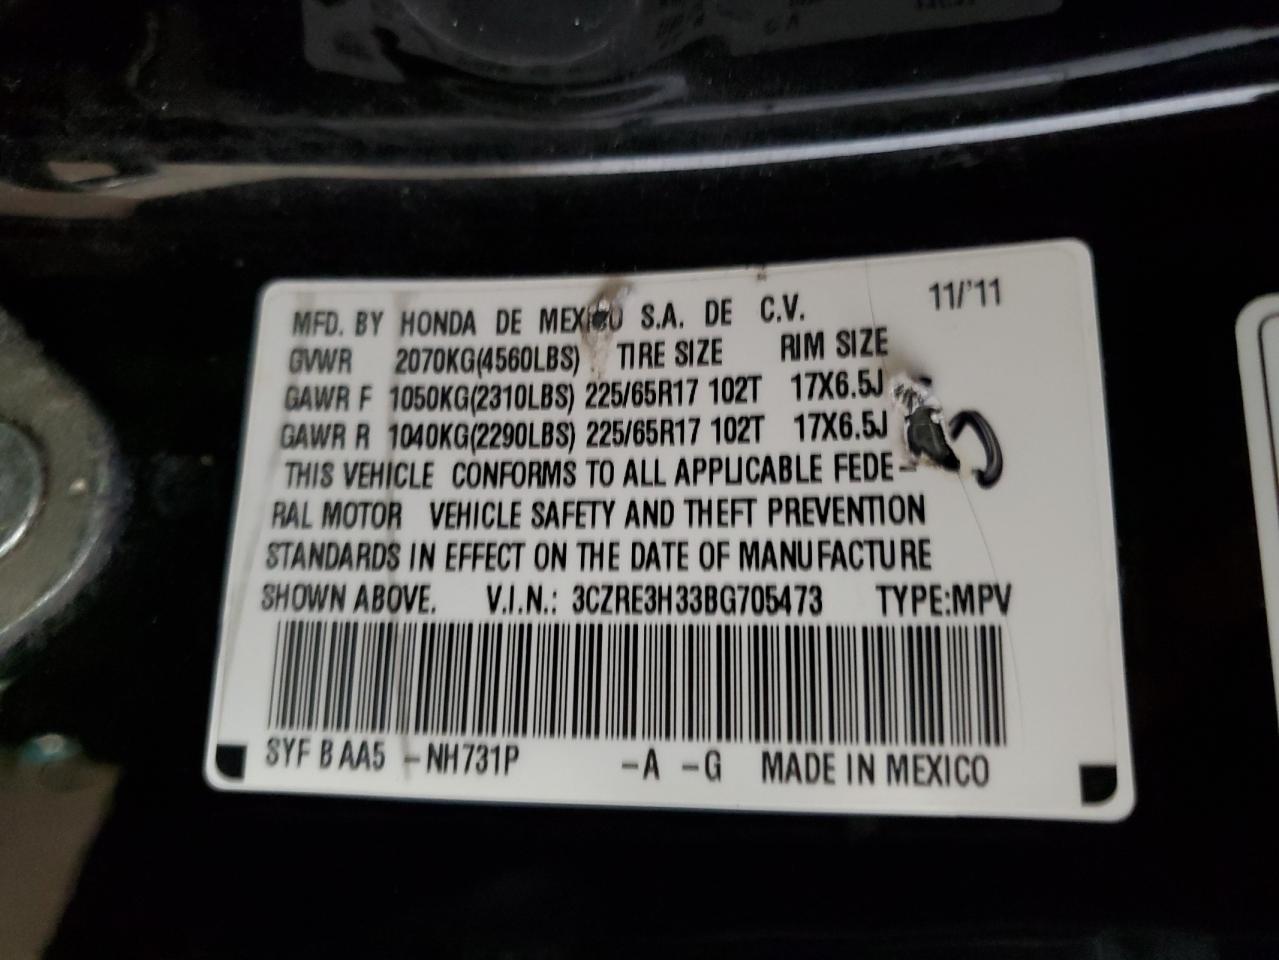 MFD. BY HONDA DE MEXICO S.A. DE C.V. 11/'11
GVWR 2070KG(4560LBS) TIRE SIZE RIM SIZE
GAWR F 1050KG(2310LBS) 225/65R17 102T 17X6.5J
GAWR R 1040KG(2290LBS) 225/65R17 102T 17X6.5J
THIS VEHICLE CONFORMS TO ALL APPLICABLE FEDE-
RAL MOTOR VEHICLE SAFETY AND THEFT PREVENTION
STANDARDS IN EFFECT ON THE DATE OF MANUFACTURE
SHOWN ABOVE. V.I.N.: 3CZRE3H33BG705473 TYPE:MPV
SYF B AA5 -NH731P -A -G MADE IN MEXICO